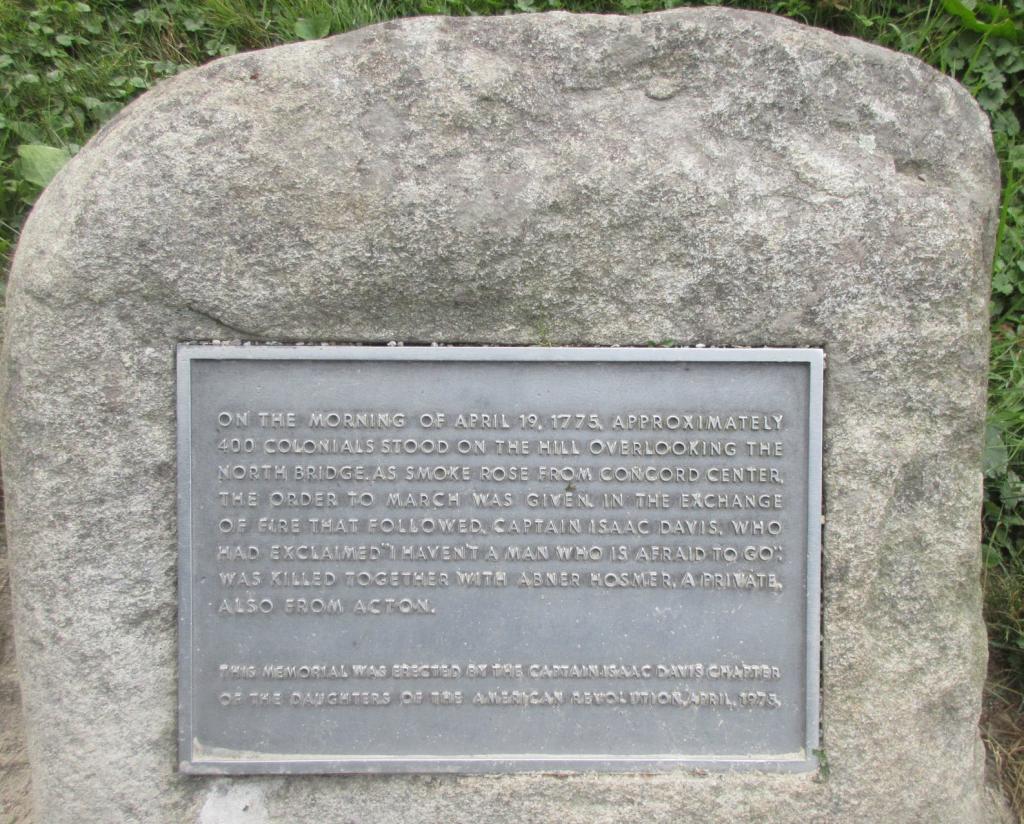 ON THE MORNING OF APRIL 19, 1775, APPROXIMATELY
400 COLONIALS STOOD ON THE HILL OVERLOOKING THE
NORTH BRIDGE. AS SMOKE ROSE FROM CONCORD CENTER,
THE ORDER TO MARCH WAS GIVEN. IN THE EXCHANGE
OF FIRE THAT FOLLOWED, CAPTAIN ISAAC DAVIS, WHO
HAD EXCLAIMED "I HAVEN'T A MAN WHO IS AFRAID TO GO",
WAS KILLED TOGETHER WITH ABNER HOSMER, A PRIVATE,
ALSO FROM ACTON.
THIS MEMORIAL WAS ERECTED BY THE CAPTAIN ISAAC DAVIS CHAPTER
OF THE DAUGHTERS OF THE AMERICAN REVOLUTION, APRIL, 1975.